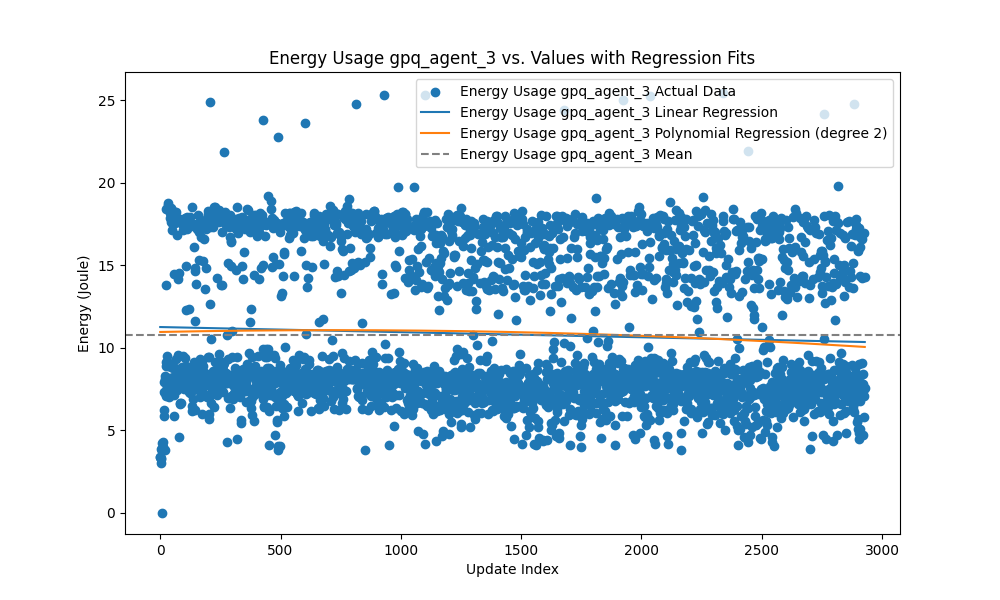 Energy Usage gpq_agent_3 vs. Values with Regression Fits
Energy Usage gpq_agent_3 Actual Data
Energy Usage gpq_agent_3 Linear Regression
Energy Usage gpq_agent_3 Polynomial Regression (degree 2)
Energy Usage gpq_agent_3 Mean
Energy (Joule)
25
20
15
10
5
0
0 500 1000 1500 2000 2500 3000
Update Index